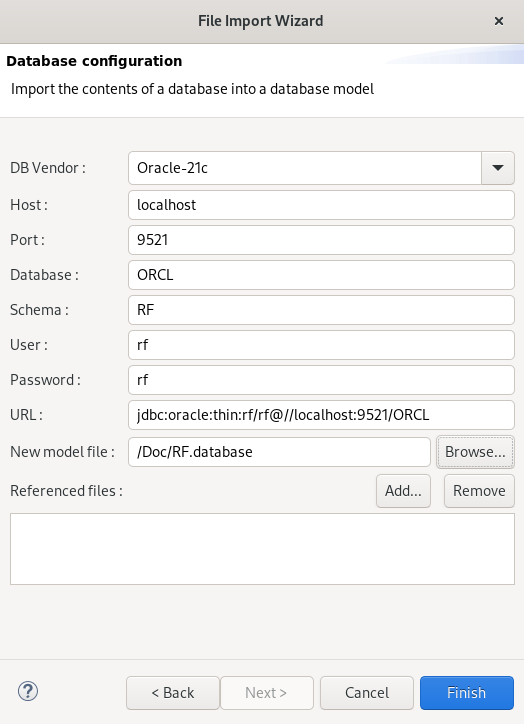 File Import Wizard ×
Database configuration
Import the contents of a database into a database model
DB Vendor : Oracle-21c
Host : localhost
Port : 9521
Database : ORCL
Schema : RF
User : rf
Password : rf
URL : jdbc:oracle:thin:rf/rf@//localhost:9521/ORCL
New model file : /Doc/RF.database Browse...
Referenced files : Add... Remove
? < Back Next > Cancel Finish